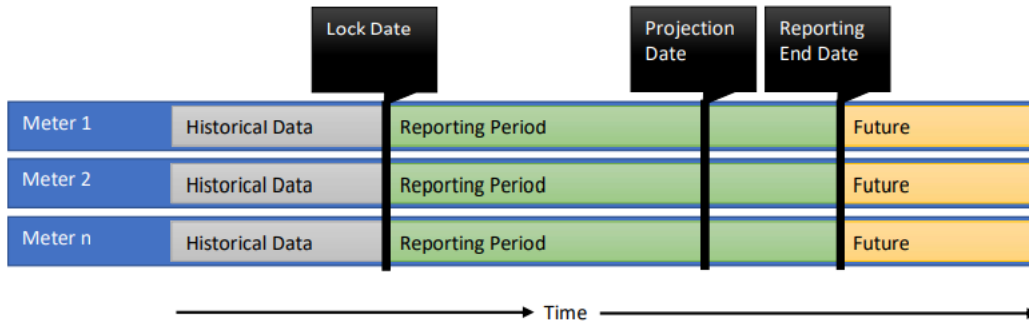 Lock Date
Projection
Date
Reporting
End Date
Meter 1
Historical Data
Reporting Period
Future
Meter 2
Historical Data
Reporting Period
Future
Meter n
Historical Data
Reporting Period
Future
Time